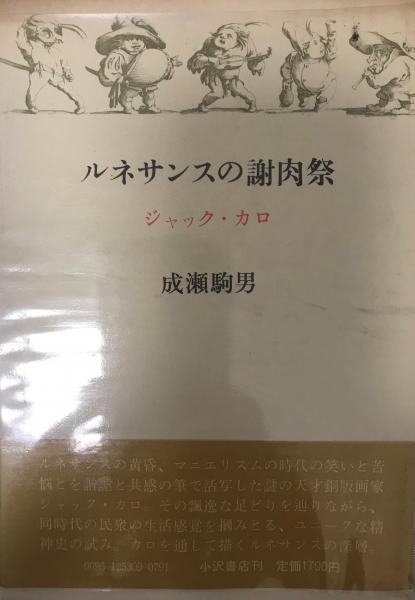 ルネサンスの謝肉祭
ジャック・カロ
成瀬駒男
ルネサンスの黄昏、マニエリスムの時代の笑いと苦
悩とを諧謔と共感の筆で活写した謎の天才銅版画家
ジャック・カロ。その飄逸な足どりを辿りながら、
同時代の民衆の生活感覚を摑みとる、ユニークな精
神史の試み。カロを通して描くルネサンスの深層。
0095-125309-0791 小沢書店刊 定価1700円